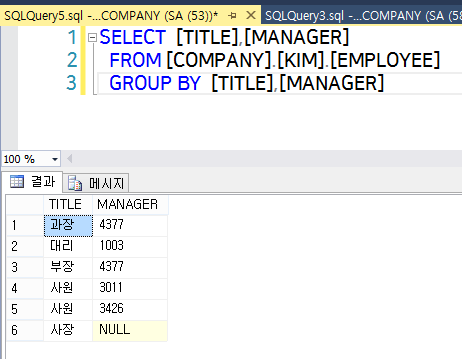 SQLQuery5.sql -...COMPANY (SA (53))* SQLQuery3.sql -...COMPANY (SA (5
1 SELECT [TITLE],[MANAGER]
2 FROM [COMPANY].[KIM].[EMPLOYEE]
3 GROUP BY [TITLE],[MANAGER]
100 %
결과 메시지
TITLE MANAGER
1 과장 4377
2 대리 1003
3 부장 4377
4 사원 3011
5 사원 3426
6 사장 NULL